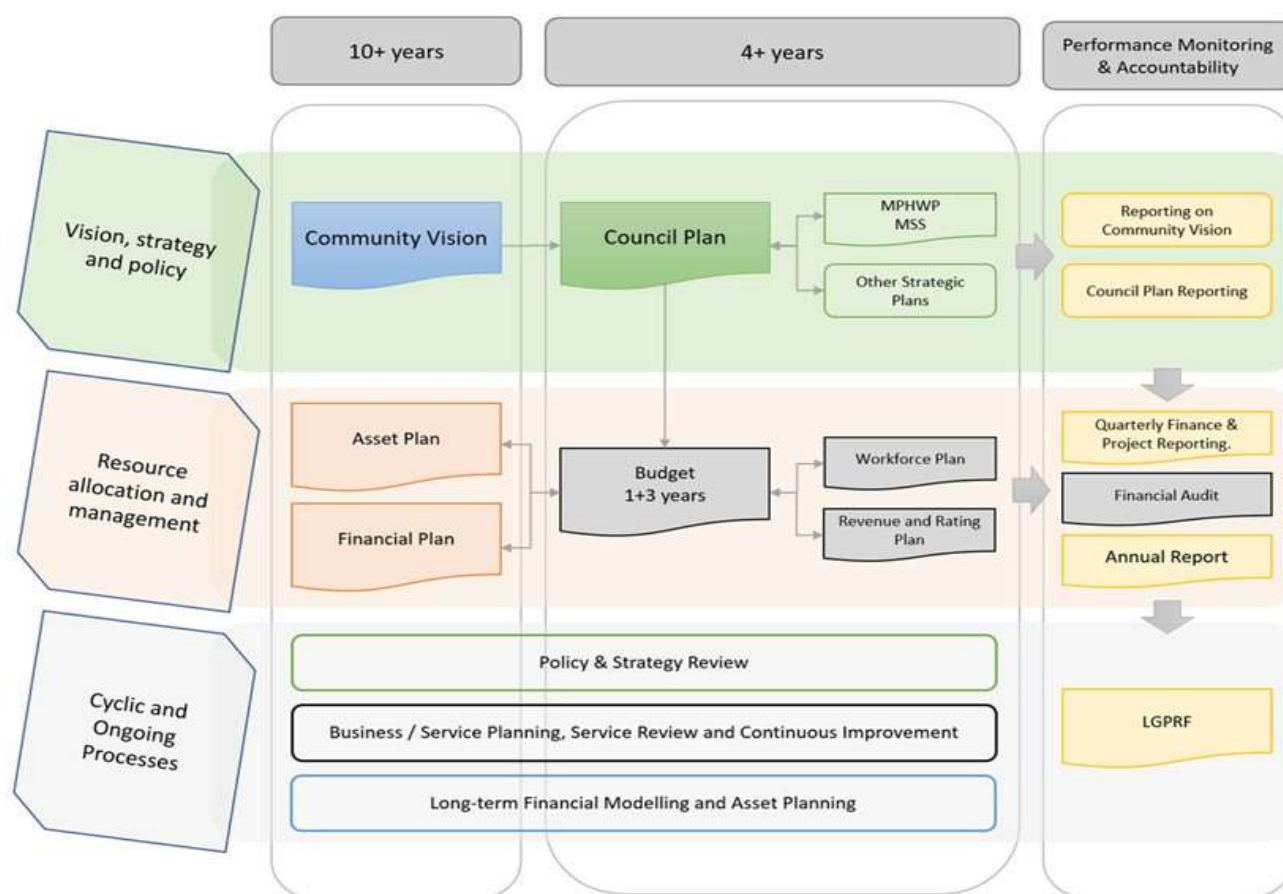 10+ years
4+ years
Performance Monitoring
& Accountability
Vision, strategy
and policy
Community Vision
Council Plan
MPHWP
MSS
Other Strategic
Plans
Reporting on
Community Vision
Council Plan Reporting
Resource
allocation and
management
Asset Plan
Financial Plan
Budget
1+3 years
Workforce Plan
Revenue and Rating
Plan
Quarterly Finance &
Project Reporting.
Financial Audit
Annual Report
Cyclic and
Ongoing
Processes
Policy & Strategy Review
Business / Service Planning, Service Review and Continuous Improvement
Long-term Financial Modelling and Asset Planning
LGPRF